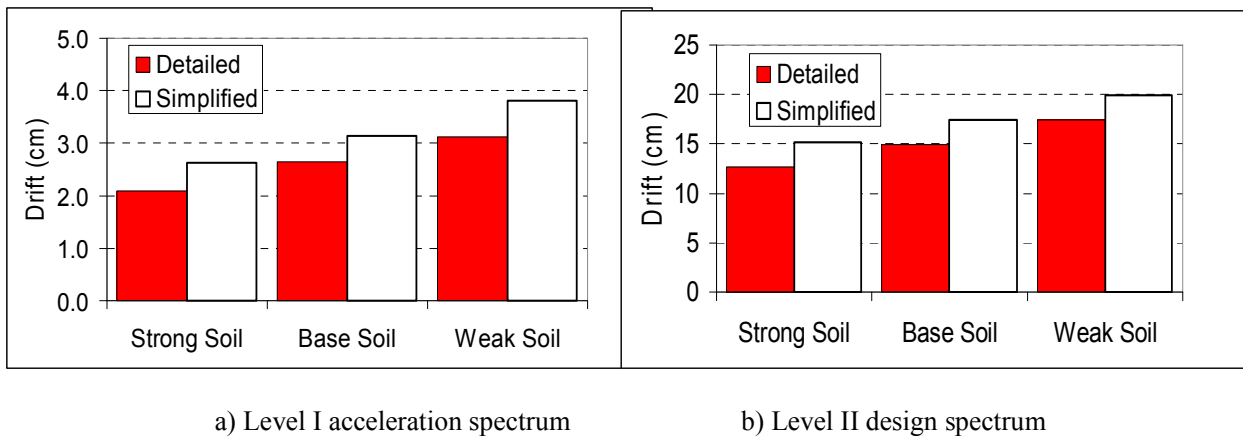 5.0
4.0
3.0
2.0
1.0
0.0
Drift (cm)
Detailed
Simplified
Strong Soil Base Soil Weak Soil
25
20
15
10
5
0
Drift (cm)
Detailed
Simplified
Strong Soil Base Soil Weak Soil
a) Level I acceleration spectrum
b) Level II design spectrum